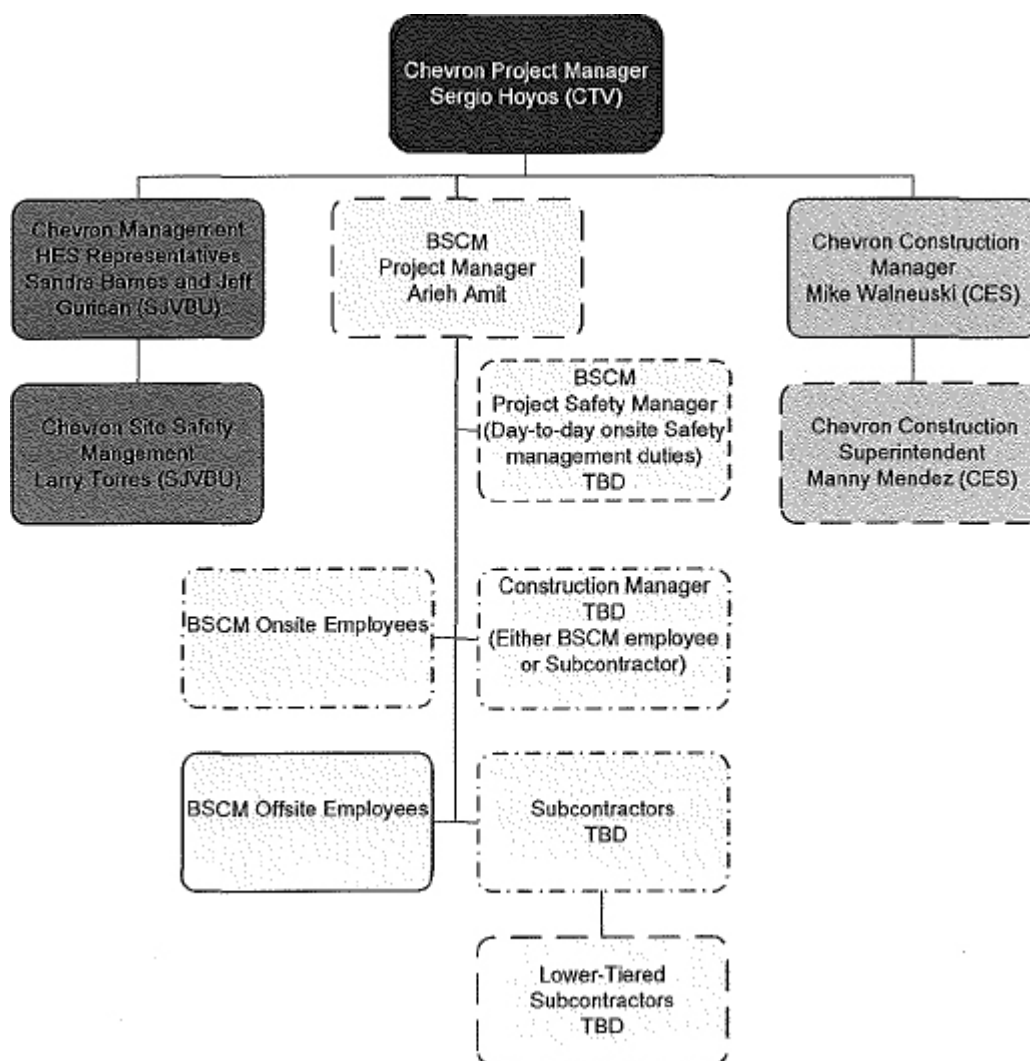 Chevron Project Manager
Sergio Hoyos (CTV)
Chevron Management
HES Representatives
Sandra Barnes and Jeff
Gurican (SJVBU)
BSCM
Project Manager
Arieh Amit
Chevron Construction
Manager
Mike Walneuski (CES)
Chevron Site Safety
Mangement
Larry Torres (SJVBU)
BSCM
Project Safety Manager
(Day-to-day onsite Safety
management duties)
TBD
Chevron Construction
Superintendent
Manny Mendez (CES)
BSCM Onsite Employees
Construction Manager
TBD
(Either BSCM employee
or Subcontractor)
BSCM Offsite Employees
Subcontractors
TBD
Lower-Tiered
Subcontractors
TBD